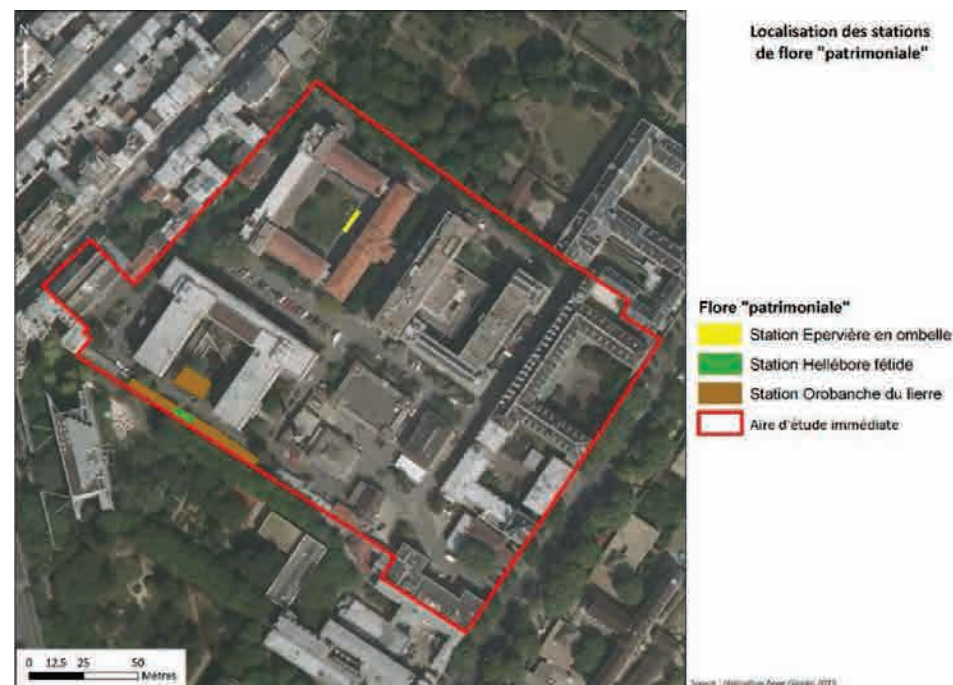 Localisation des stations
de flore "patrimoniale"
N
Flore "patrimoniale"
Station Epervière en ombelle
Station Hellébore fétide
Station Orobanche du lierre
Aire d'étude immédiate
0 12.5 25 50
Mètres
Source :